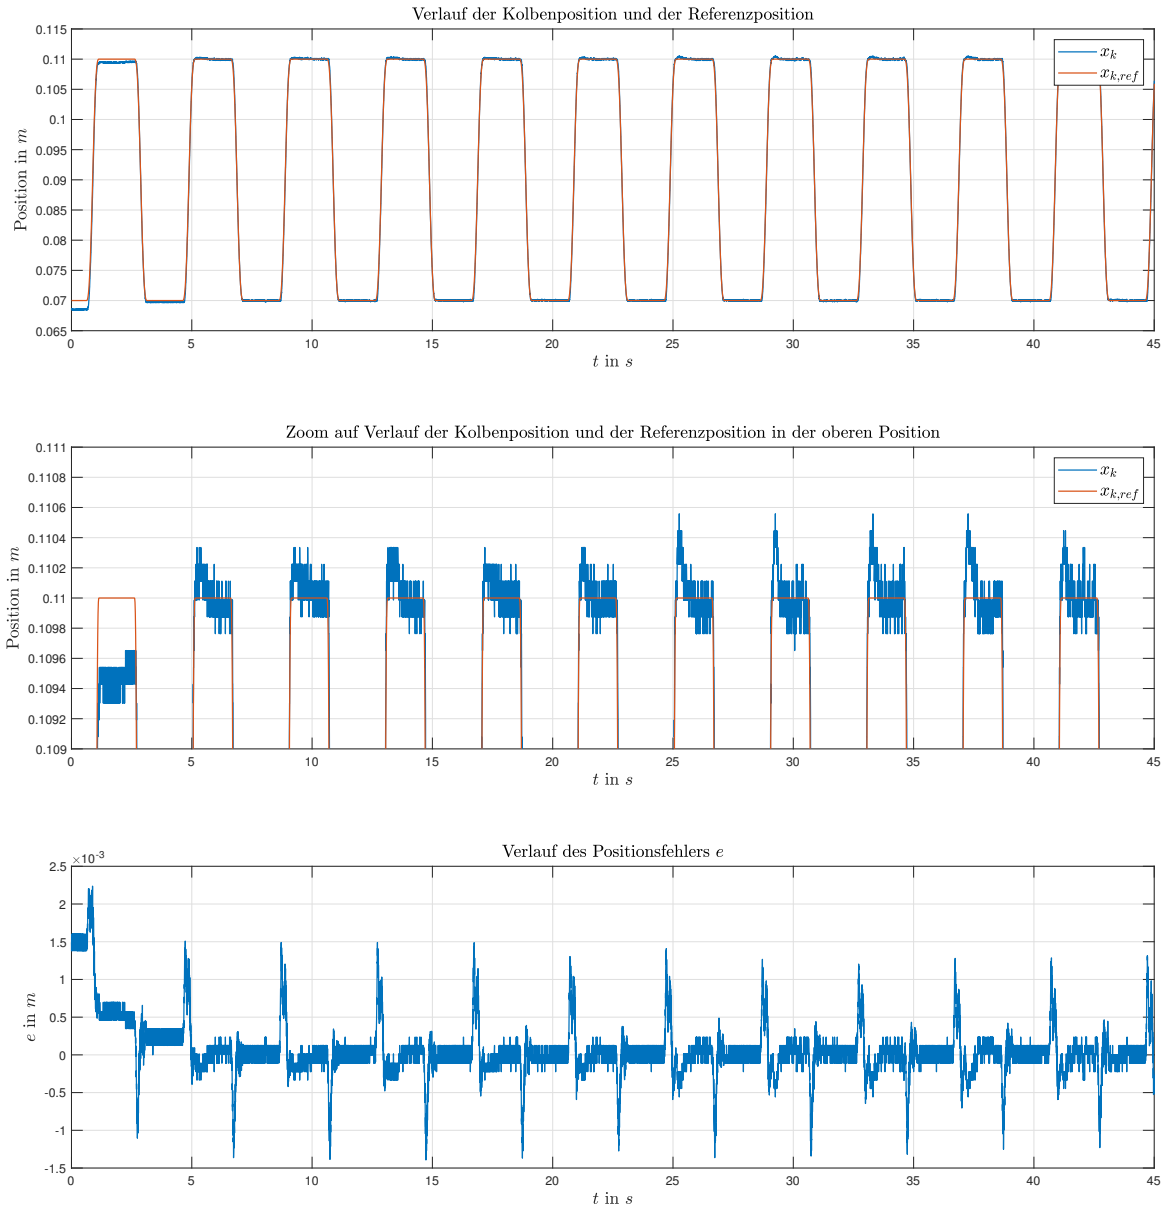 Verlauf der Kolbenposition und der Referenzposition
0.115
0.11
0.105
0.1
0.095
0.09
0.085
0.08
0.075
0.07
0.065
Position in m
x_k
x_{k,ref}
0 5 10 15 20 25 30 35 40 45
t in s
Zoom auf Verlauf der Kolbenposition und der Referenzposition in der oberen Position
0.111
0.1108
0.1106
0.1104
0.1102
0.11
0.1098
0.1096
0.1094
0.1092
0.109
Position in m
x_k
x_{k,ref}
0 5 10 15 20 25 30 35 40 45
t in s
Verlauf des Positionsfehlers e
×10^{-3}
2.5
2
1.5
1
0.5
0
-0.5
-1
-1.5
e in m
0 5 10 15 20 25 30 35 40 45
t in s